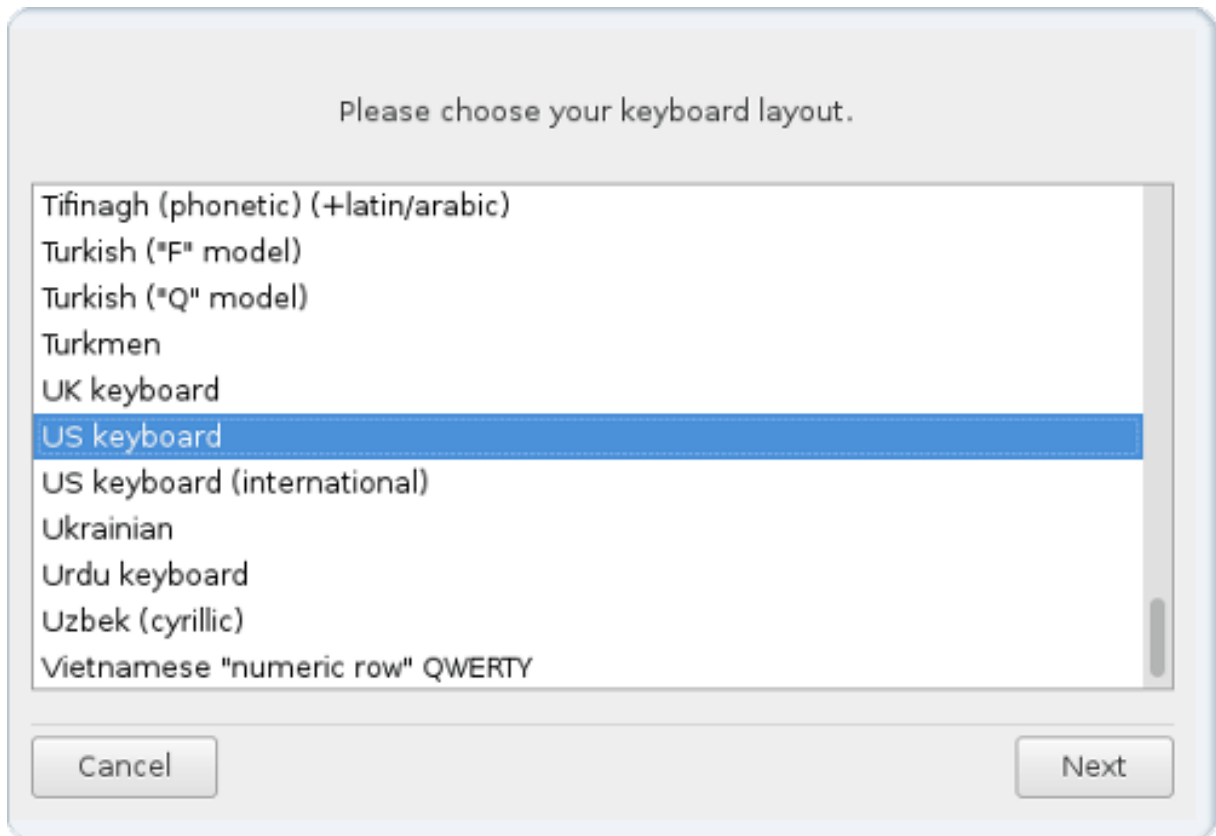 Please choose your keyboard layout.
Tifinagh (phonetic) (+latin/arabic)
Turkish ("F" model)
Turkish ("Q" model)
Turkmen
UK keyboard
US keyboard
US keyboard (international)
Ukrainian
Urdu keyboard
Uzbek (cyrillic)
Vietnamese "numeric row" QWERTY
Cancel
Next